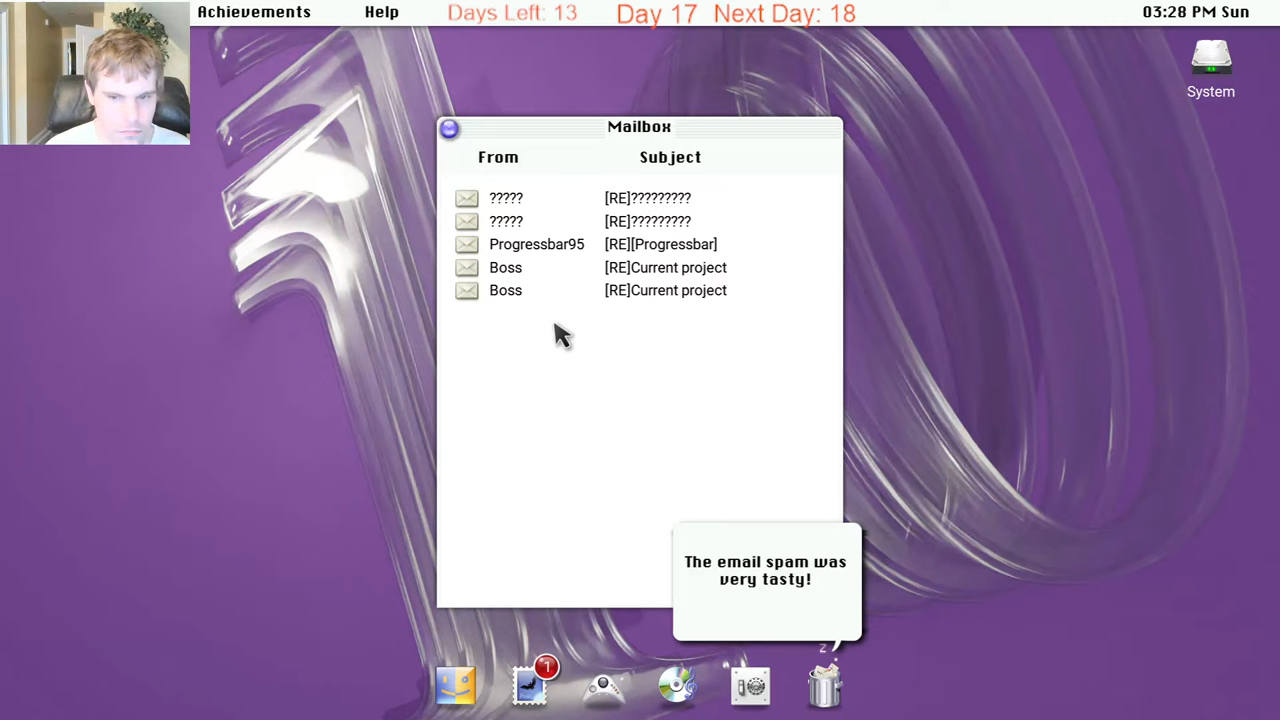 Achievements Help Days Left: 13 Day 17 Next Day: 18 03:28 PM Sun
System
Mailbox
From Subject
????? [RE]?????????
????? [RE]?????????
Progressbar95 [RE][Progressbar]
Boss [RE]Current project
Boss [RE]Current project
The email spam was
very tasty!
z
1